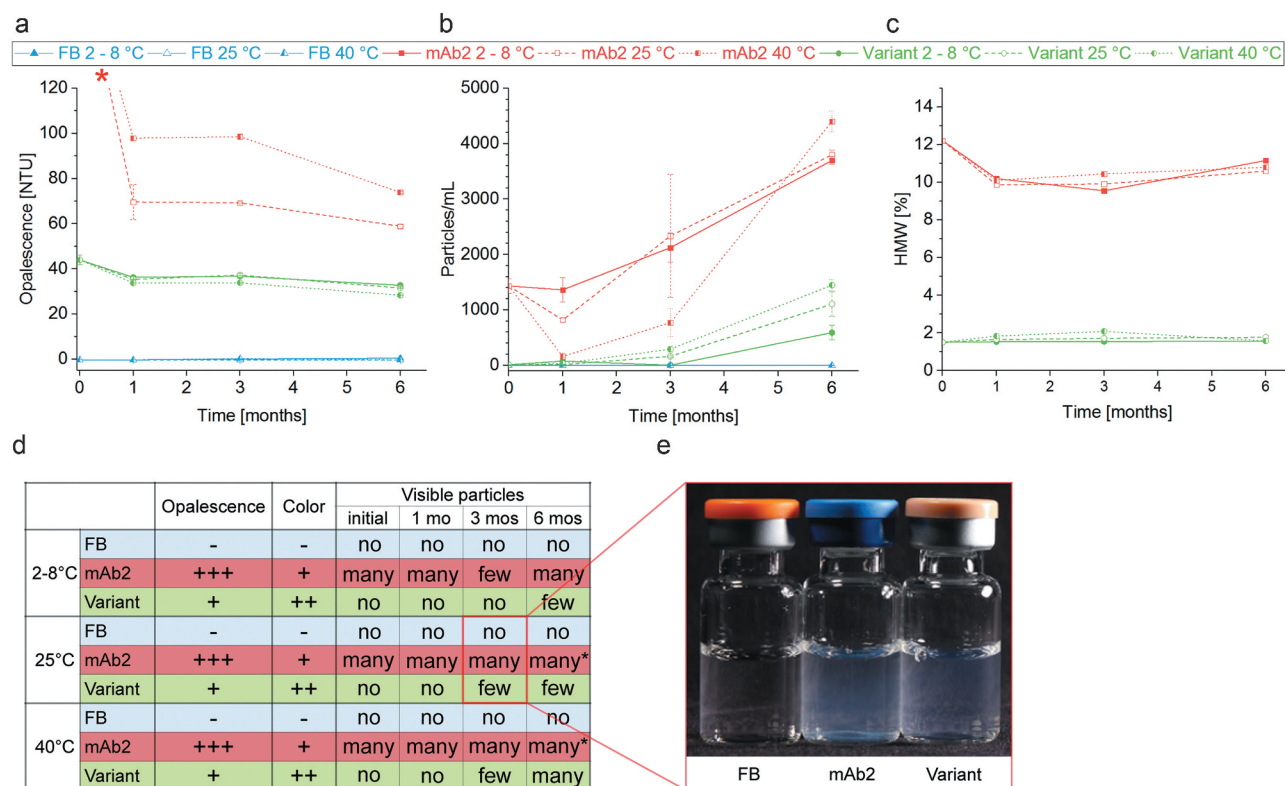 a
b
c
FB 2 - 8 °C FB 25 °C FB 40 °C mAb2 2 - 8 °C mAb2 25 °C mAb2 40 °C Variant 2 - 8 °C Variant 25 °C Variant 40 °C
*
120
100
80
60
40
20
0
Opalescence [NTU]
0 1 2 3 4 5 6
Time [months]
5000
4000
3000
2000
1000
0
Particles/mL
0 1 2 3 4 5 6
Time [months]
14
12
10
8
6
4
2
0
HMW [%]
0 1 2 3 4 5 6
Time [months]
d
Opalescence Color Visible particles
initial 1 mo 3 mos 6 mos
2-8°C
FB - - no no no no
mAb2 +++ + many many few many
Variant + ++ no no no few
25°C
FB - - no no no no
mAb2 +++ + many many many many*
Variant + ++ no no few few
40°C
FB - - no no no no
mAb2 +++ + many many many many*
Variant + ++ no no few many
e
FB mAb2 Variant